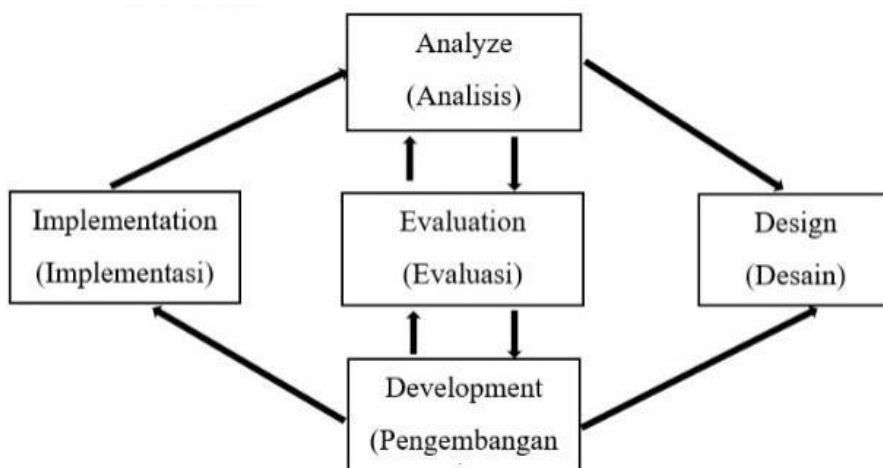 Analyze
(Analisis)
Implementation
(Implementasi)
Evaluation
(Evaluasi)
Design
(Desain)
Development
(Pengembangan